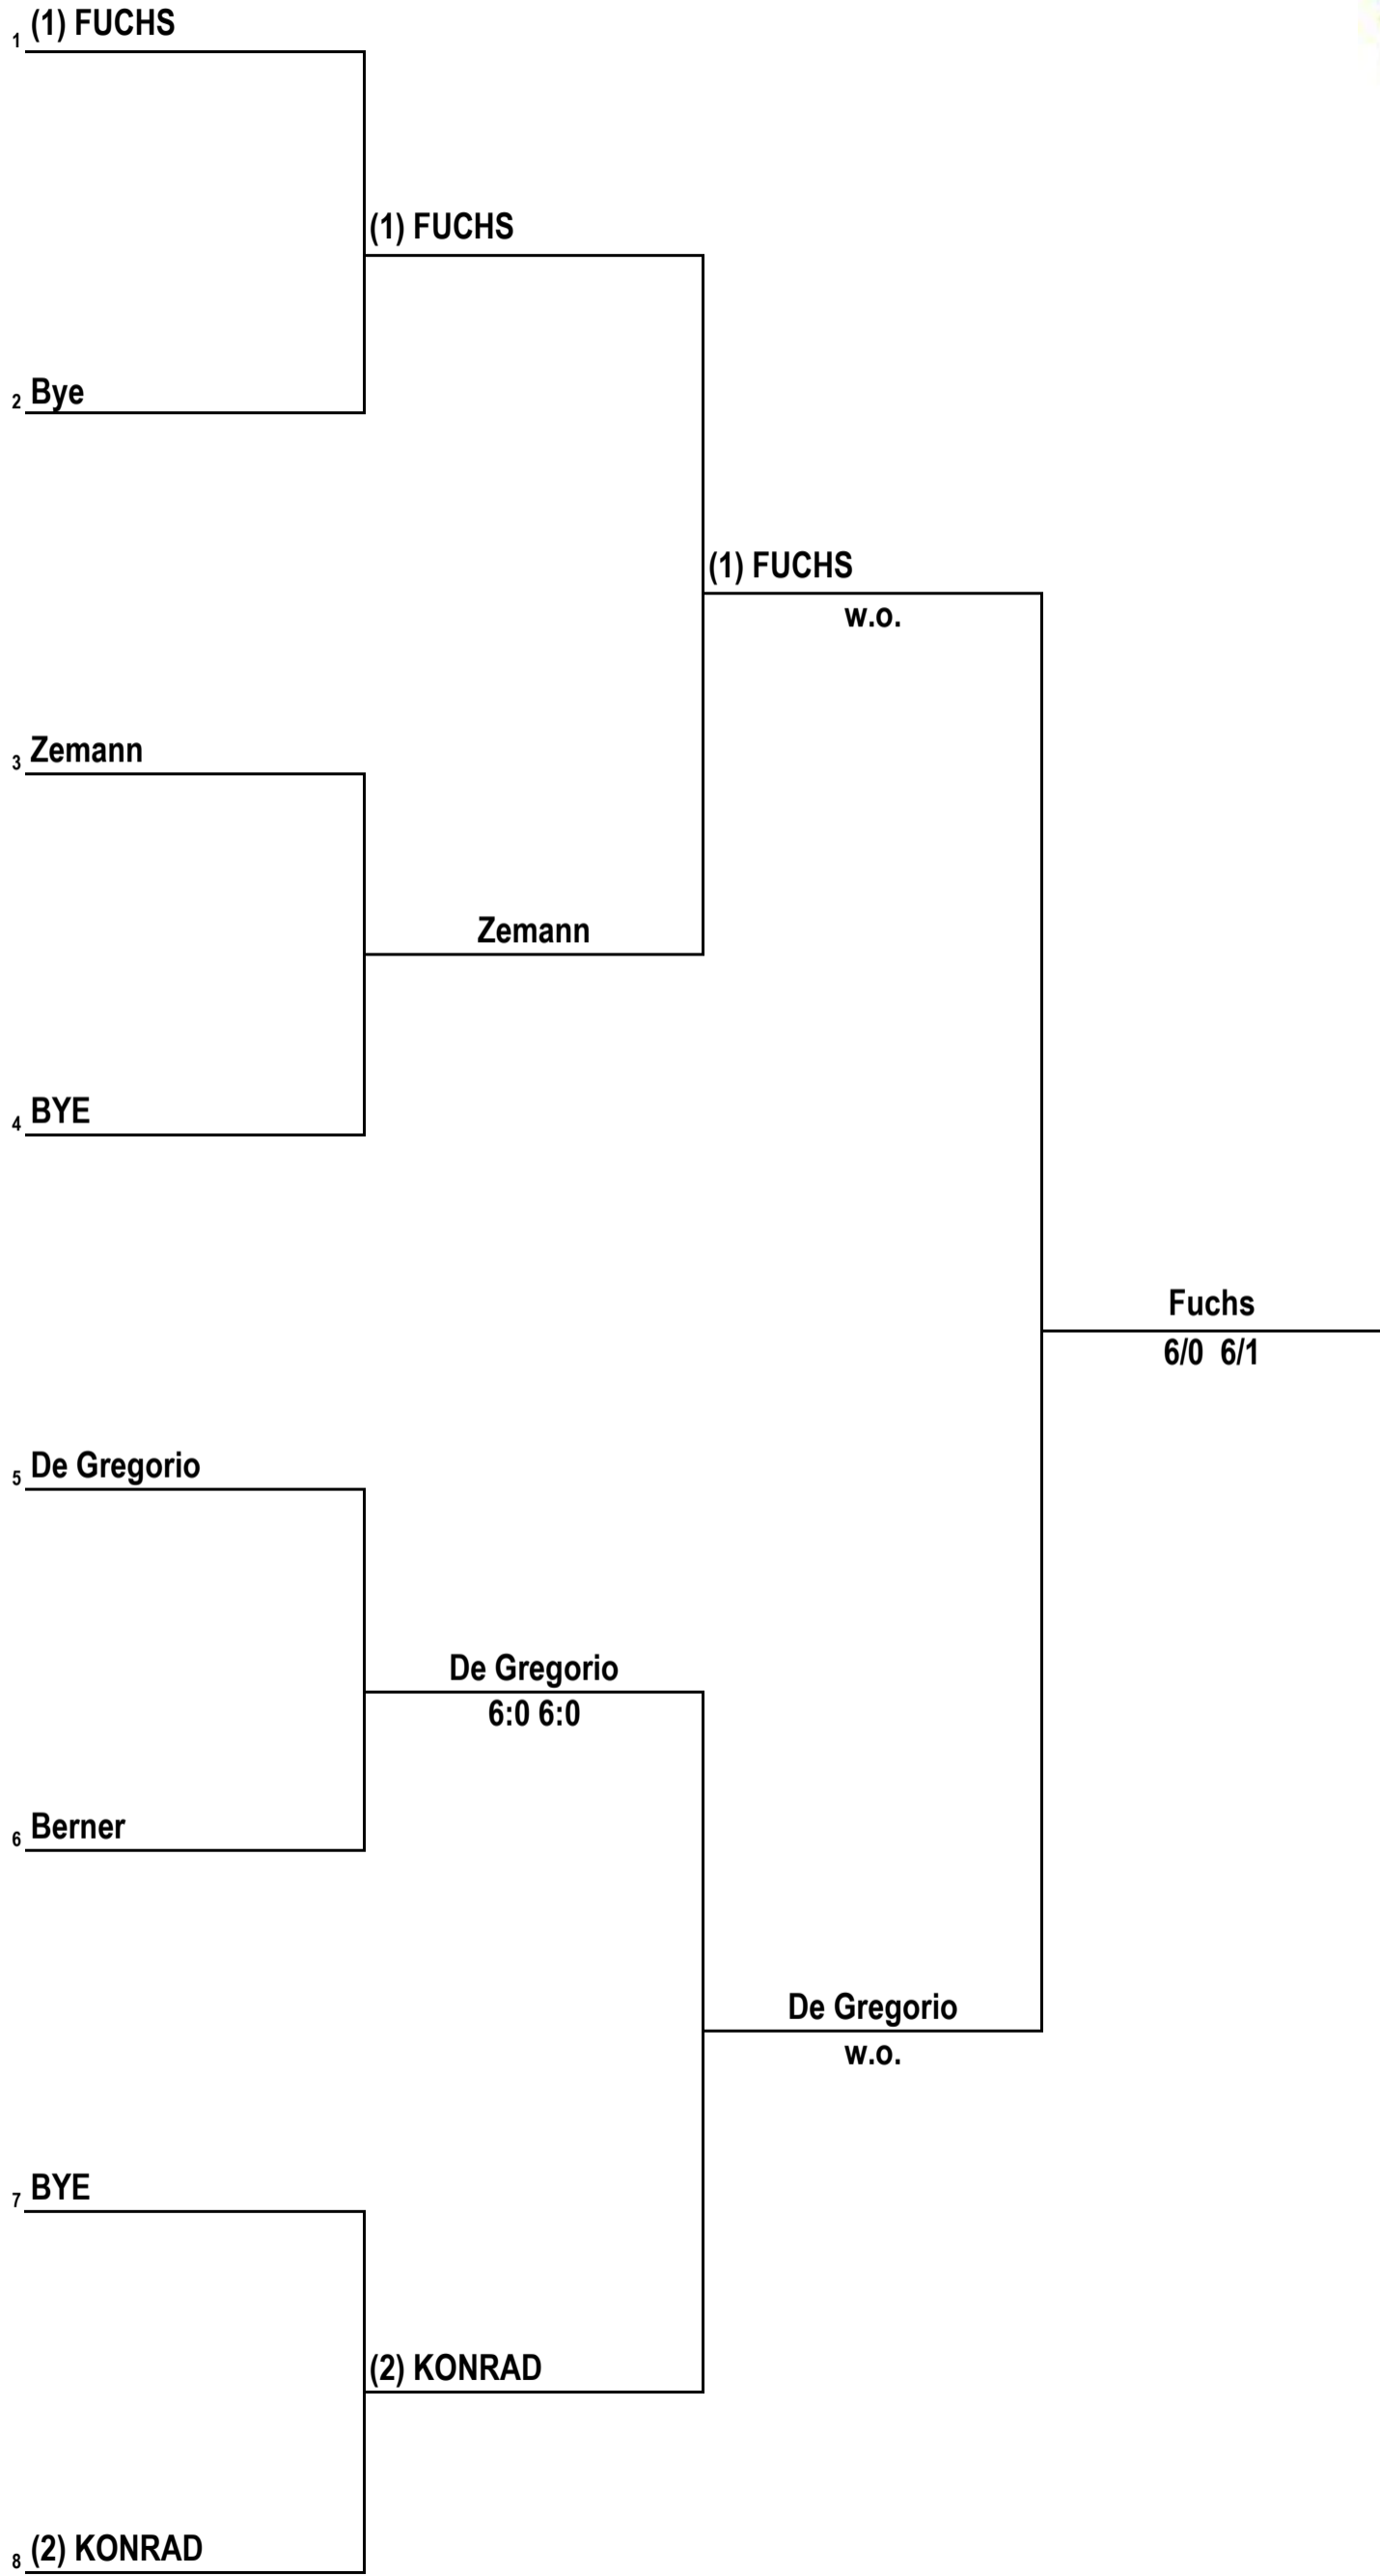 1 (1) FUCHS
(1) FUCHS
2 Bye
(1) FUCHS
w.o.
3 Zemann
Zemann
4 BYE
Fuchs
6/0 6/1
5 De Gregorio
De Gregorio
6:0 6:0
6 Berner
De Gregorio
w.o.
7 BYE
(2) KONRAD
8 (2) KONRAD